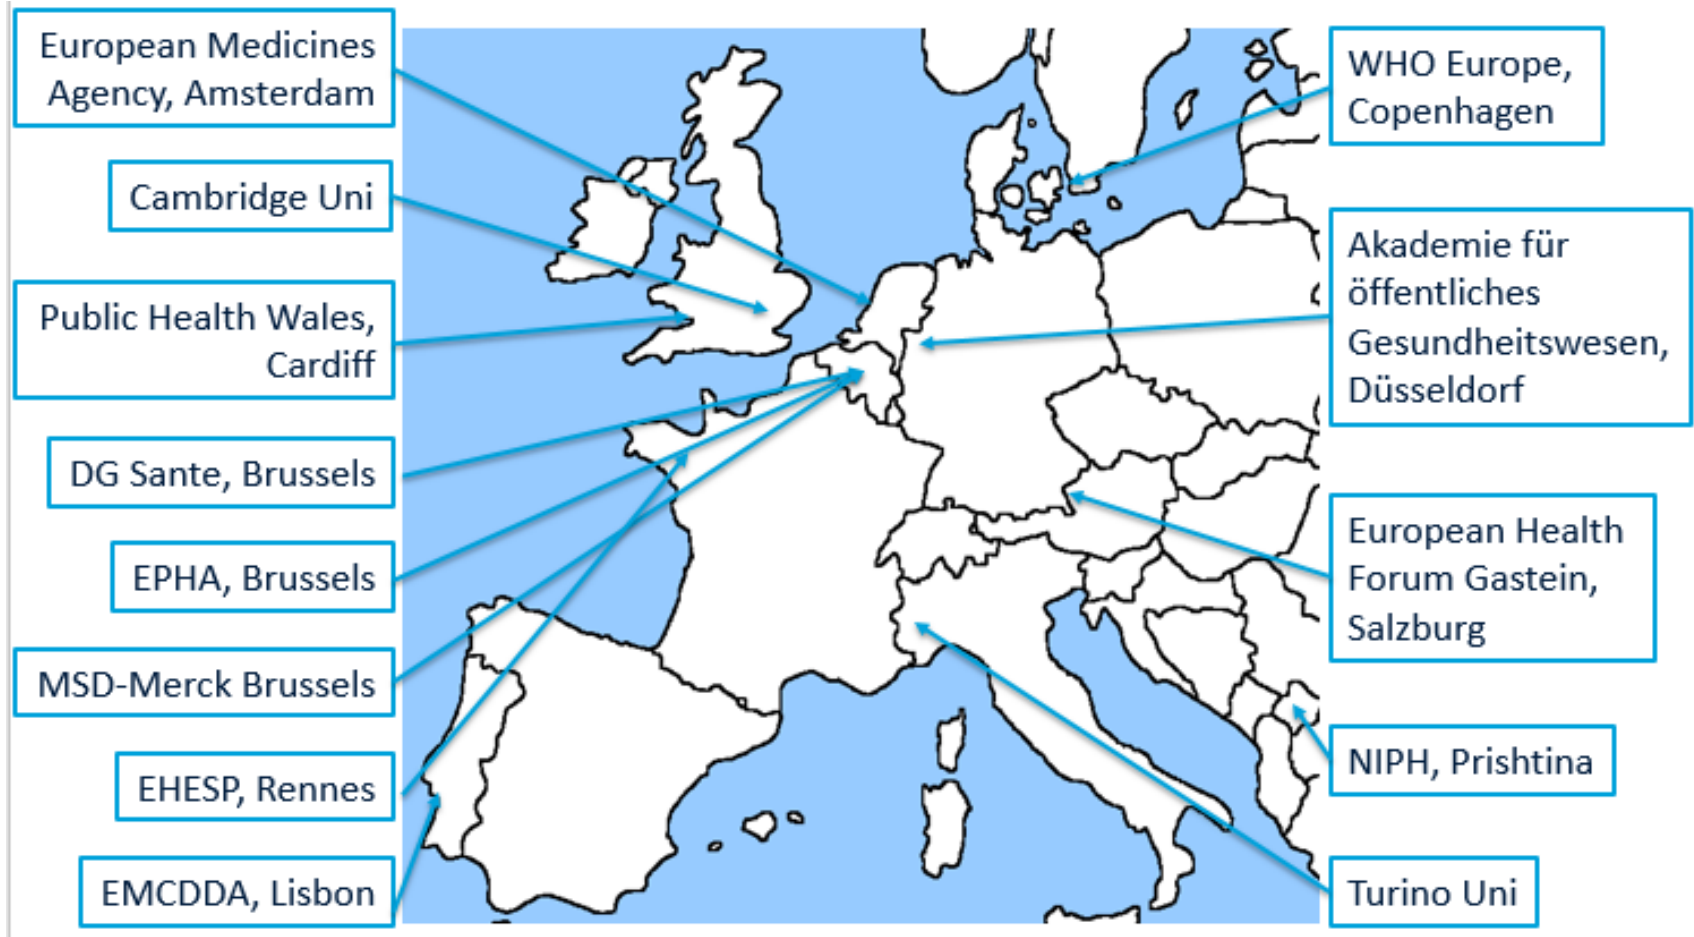 European Medicines
Agency, Amsterdam
Cambridge Uni
Public Health Wales,
Cardiff
DG Sante, Brussels
EPHA, Brussels
MSD-Merck Brussels
EHESP, Rennes
EMCDDA, Lisbon
WHO Europe,
Copenhagen
Akademie für
öffentliches
Gesundheitswesen,
Düsseldorf
European Health
Forum Gastein,
Salzburg
NIPH, Prishtina
Turino Uni